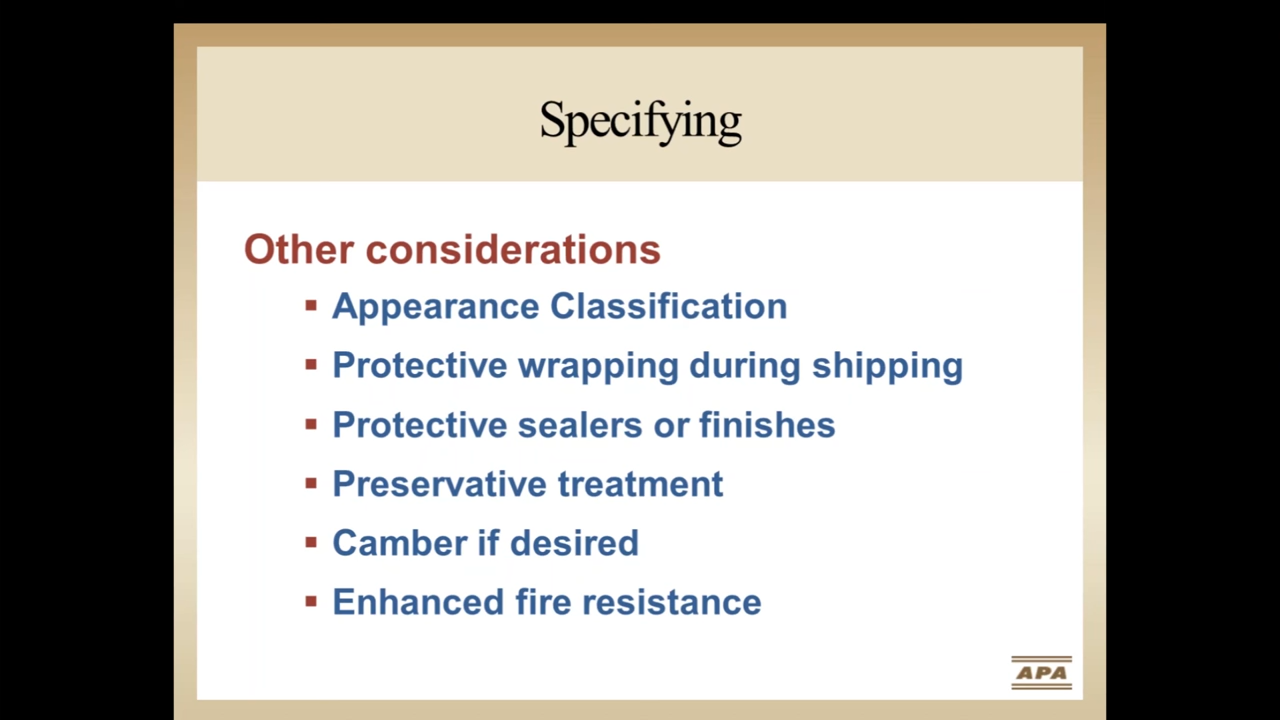 Specifying
Other considerations
▪ Appearance Classification
▪ Protective wrapping during shipping
▪ Protective sealers or finishes
▪ Preservative treatment
▪ Camber if desired
▪ Enhanced fire resistance
APA